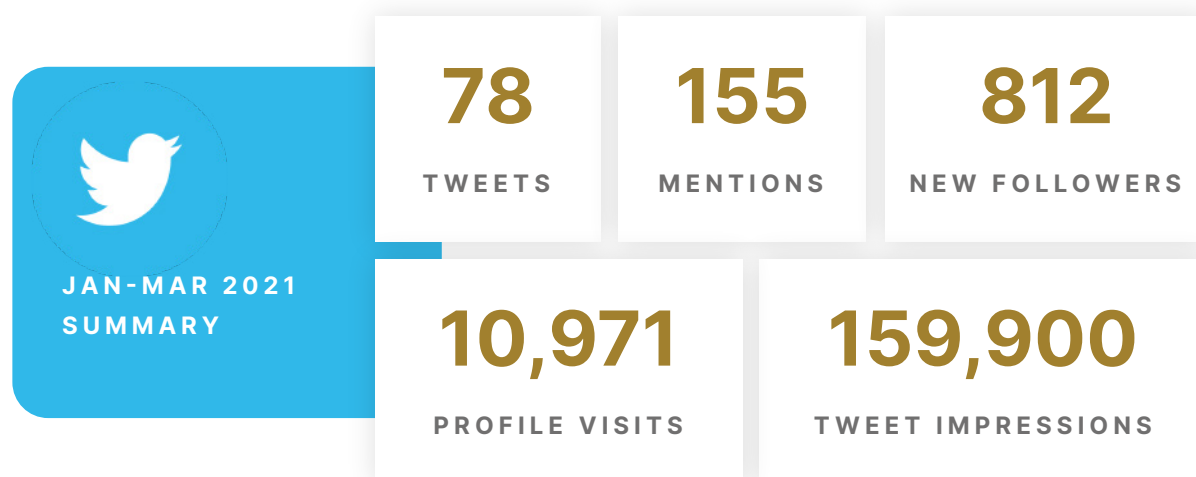 JAN-MAR 2021
SUMMARY
78
TWEETS
155
MENTIONS
812
NEW FOLLOWERS
10,971
PROFILE VISITS
159,900
TWEET IMPRESSIONS